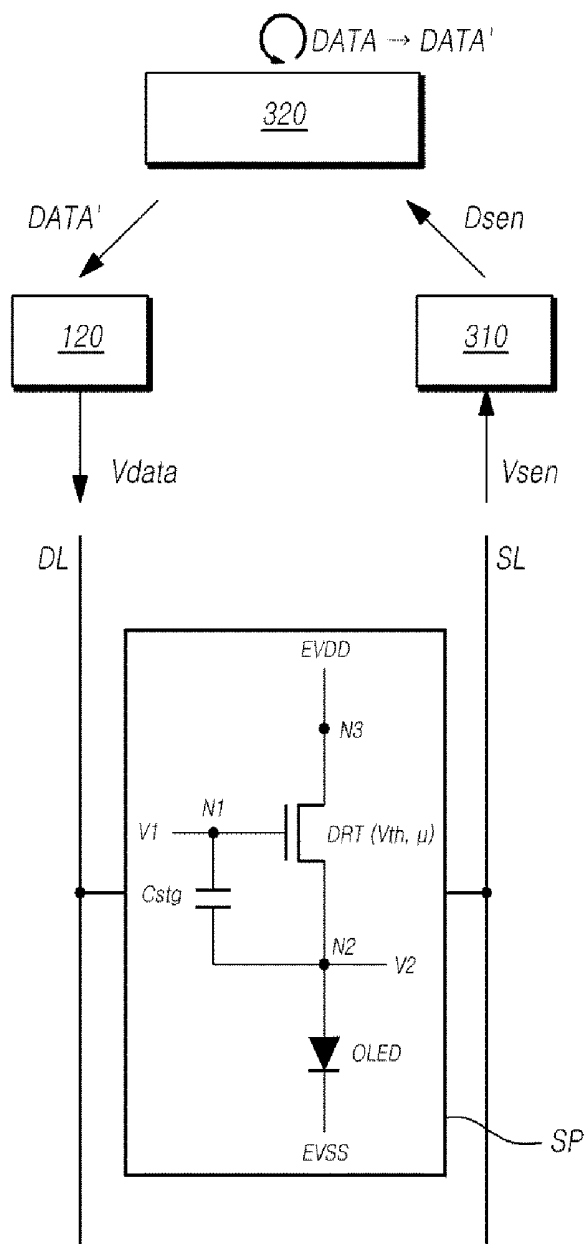 DATA → DATA'
320
DATA'
Dsen
120
310
Vdata
Vsen
DL
SL
EVDD
N3
N1
V1
DRT (Vth, μ)
Cstg
N2
V2
OLED
EVSS
SP